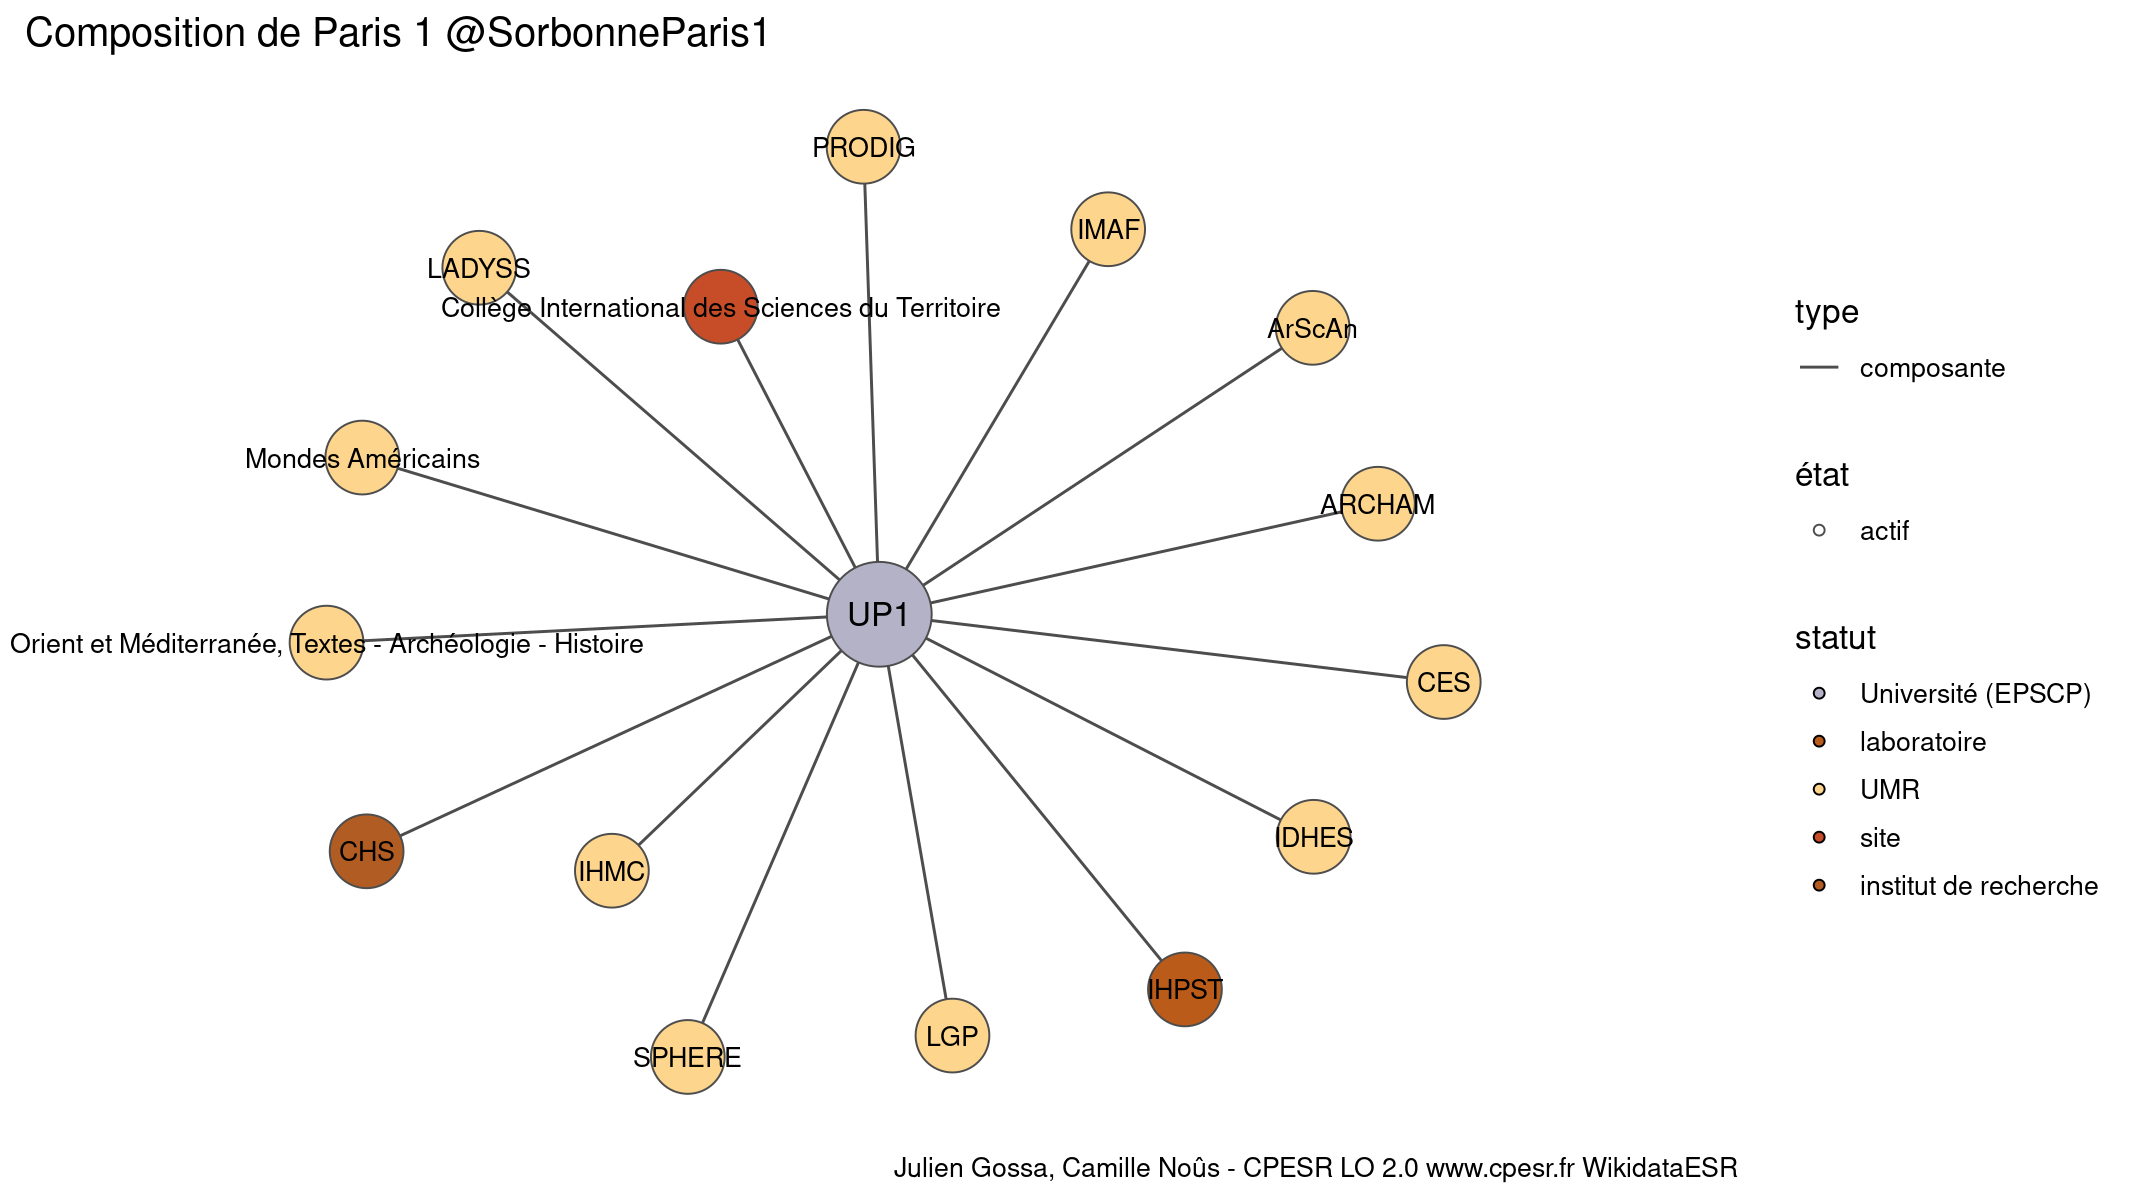 Composition de Paris 1 @SorbonneParis1
PRODIG
IMAF
LADYSS
Collège International des Sciences du Territoire
ArScAn
Mondes Américains
ARCHAM
UP1
Orient et Méditerranée, Textes - Archéologie - Histoire
CES
CHS
IHMC
IDHES
IHPST
SPHERE
LGP
type
composante
état
actif
statut
Université (EPSCP)
laboratoire
UMR
site
institut de recherche
Julien Gossa, Camille Noûs - CPESR LO 2.0 www.cpesr.fr WikidataESR